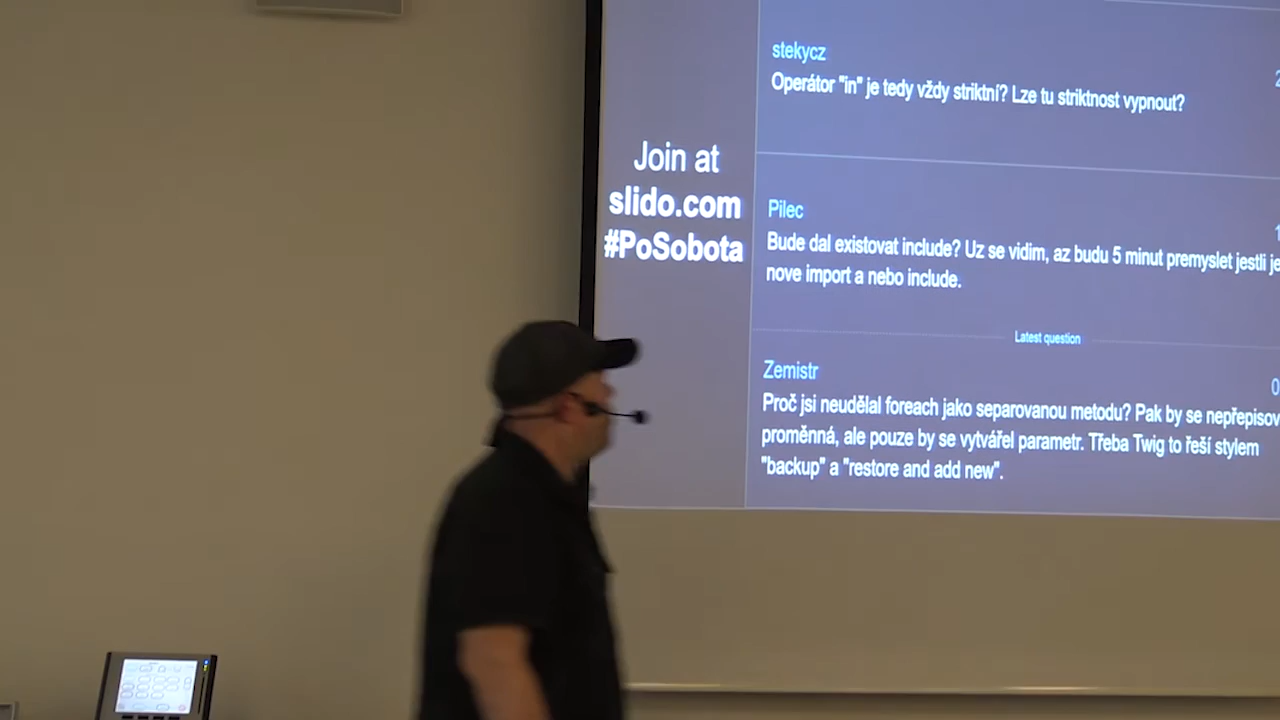 Join at
slido.com
#PoSobota
stekycz
Operátor "in" je tedy vždy striktní? Lze tu striktnost vypnout?
Pilec
Bude dal existovat include? Uz se vidim, az budu 5 minut premyslet jestli je
nove import a nebo include.
Latest question
Zemistr
0
Proč jsi neudělal foreach jako separovanou metodu? Pak by se nepřepisov
proměnná, ale pouze by se vytvářel parametr. Třeba Twig to řeší stylem
"backup" a "restore and add new".